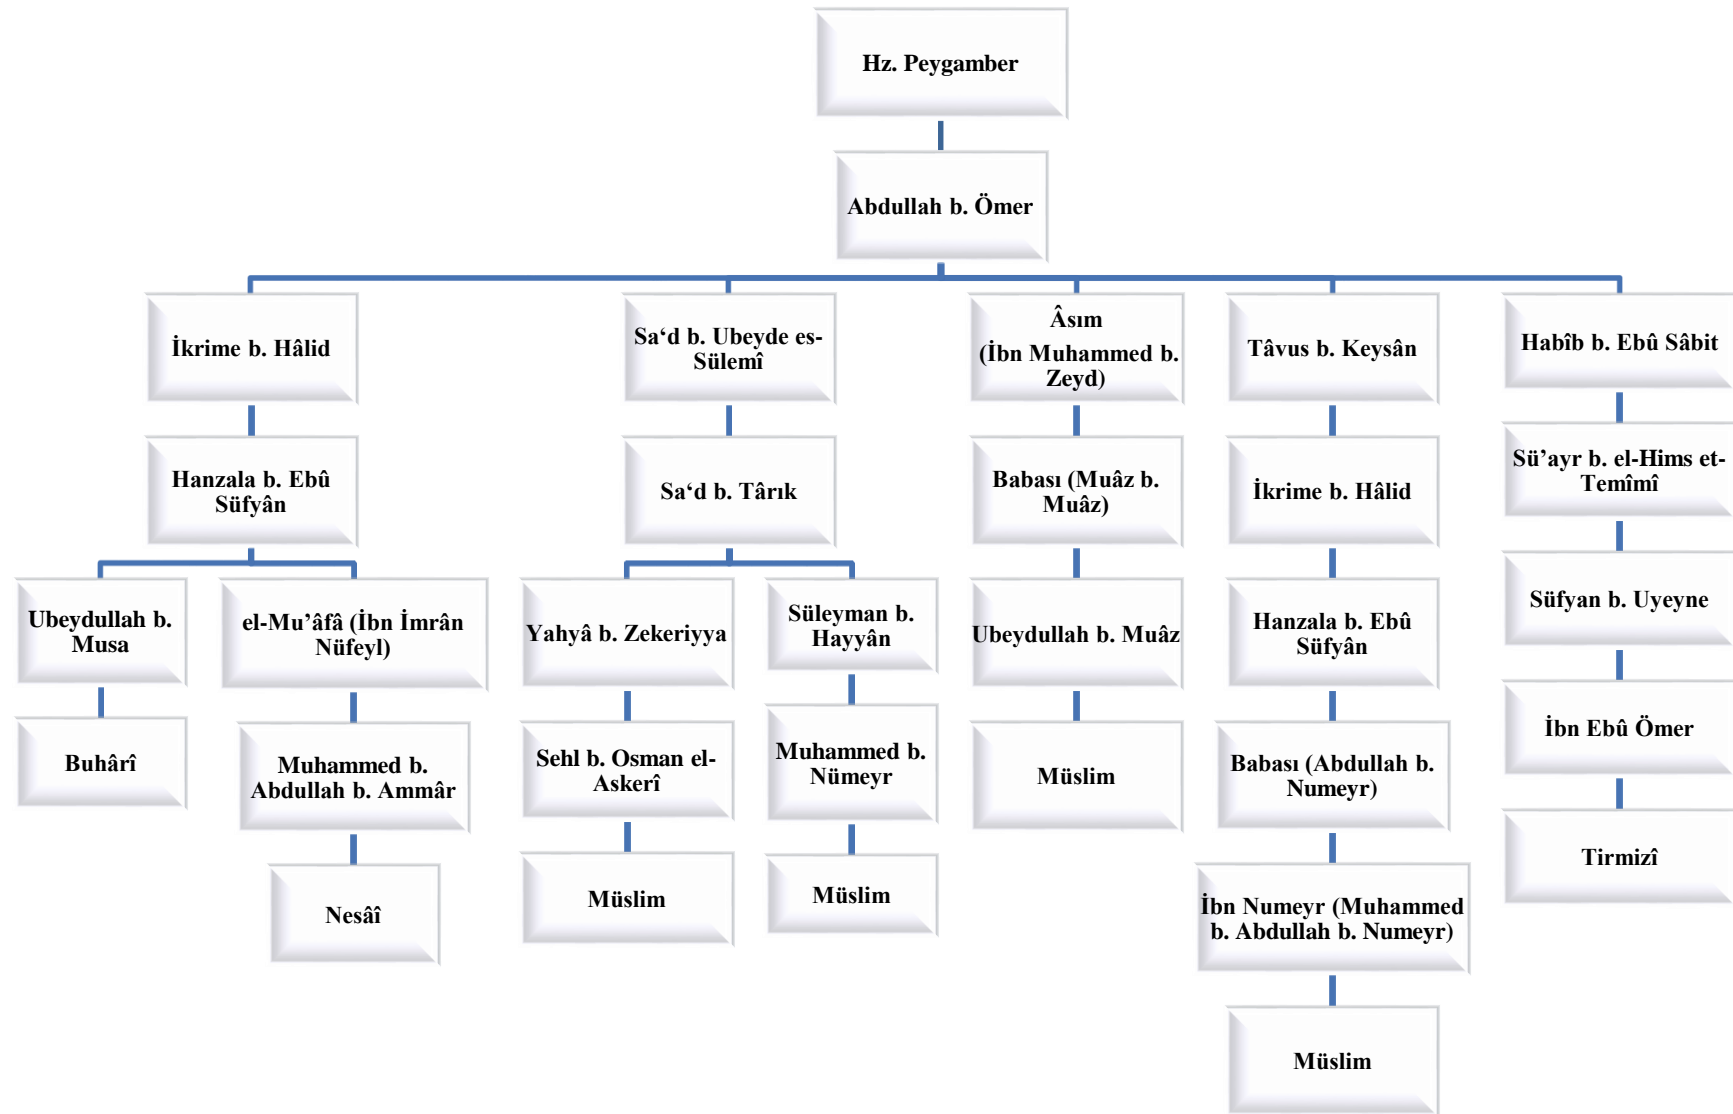 Hz. Peygamber
Abdullah b. Ömer
İkrime b. Hâlid
Sa‘d b. Ubeyde es-
Sülemî
Âsım
(İbn Muhammed b.
Zeyd)
Tâvus b. Keysân
Habîb b. Ebû Sâbit
Hanzala b. Ebû
Süfyân
Sa‘d b. Târık
Babası (Muâz b.
Muâz)
İkrime b. Hâlid
Sü’ayr b. el-Hims et-
Temîmî
Ubeydullah b.
Musa
el-Mu’âfâ (İbn İmrân
Nüfeyl)
Yahyâ b. Zekeriyya
Süleyman b.
Hayyân
Ubeydullah b. Muâz
Hanzala b. Ebû
Süfyân
Süfyan b. Uyeyne
Buhârî
Muhammed b.
Abdullah b. Ammâr
Sehl b. Osman el-
Askerî
Muhammed b.
Nümeyr
Müslim
Babası (Abdullah b.
Numeyr)
İbn Ebû Ömer
Nesâî
Müslim
Müslim
İbn Numeyr (Muhammed
b. Abdullah b. Numeyr)
Tirmizî
Müslim